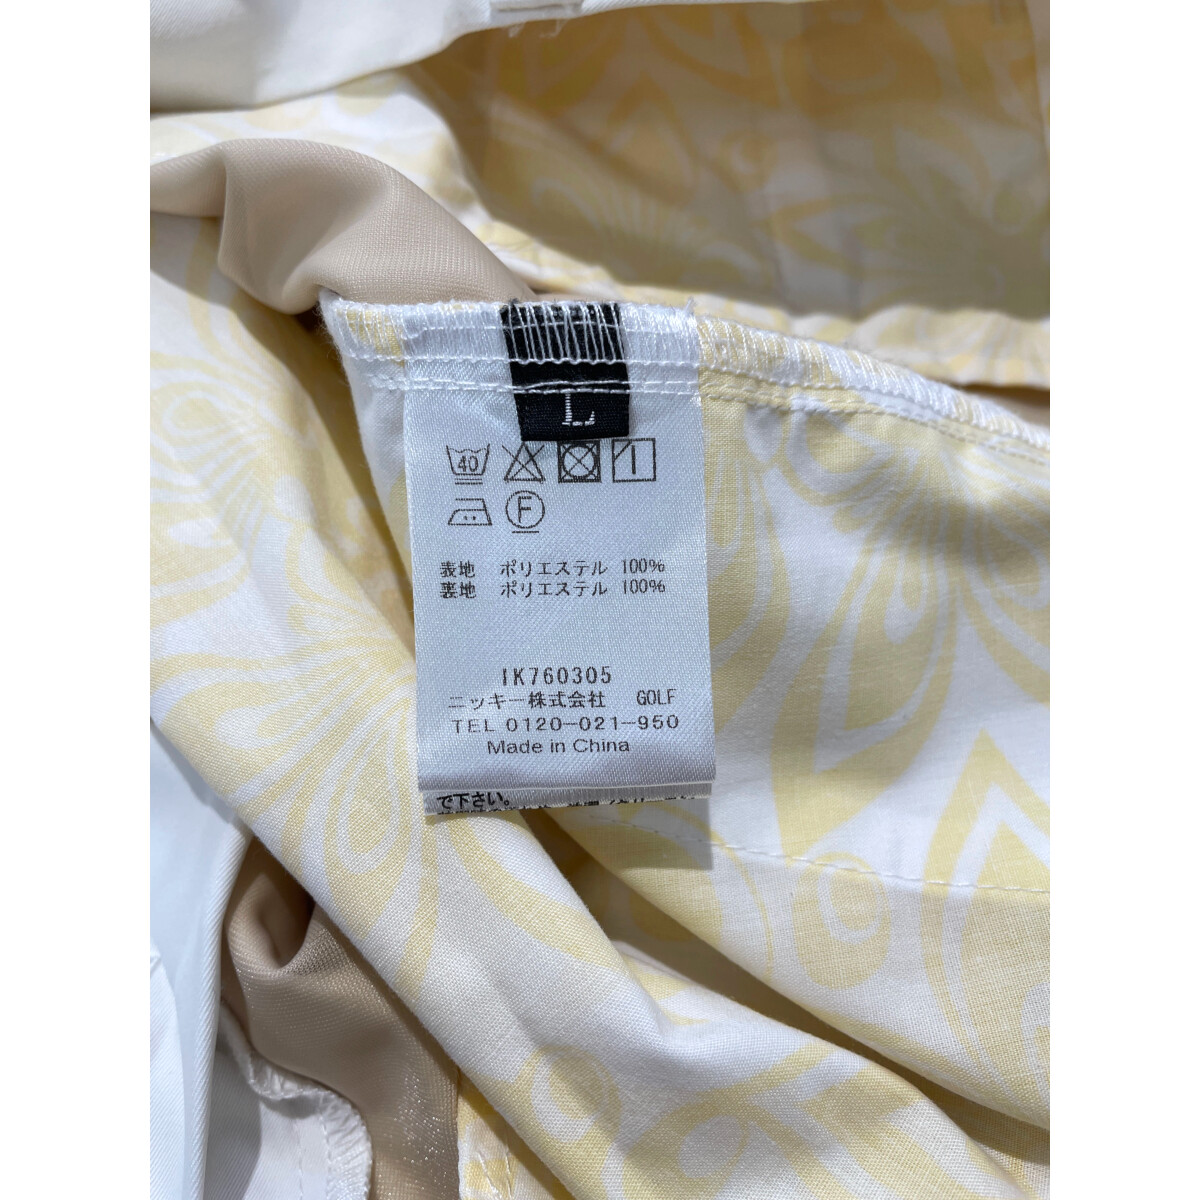 L
40
F
表地 ポリエステル 100%
裏地 ポリエステル 100%
IK760305
ニッキー株式会社 GOLF
TEL 0120-021-950
Made in China
で下さい。